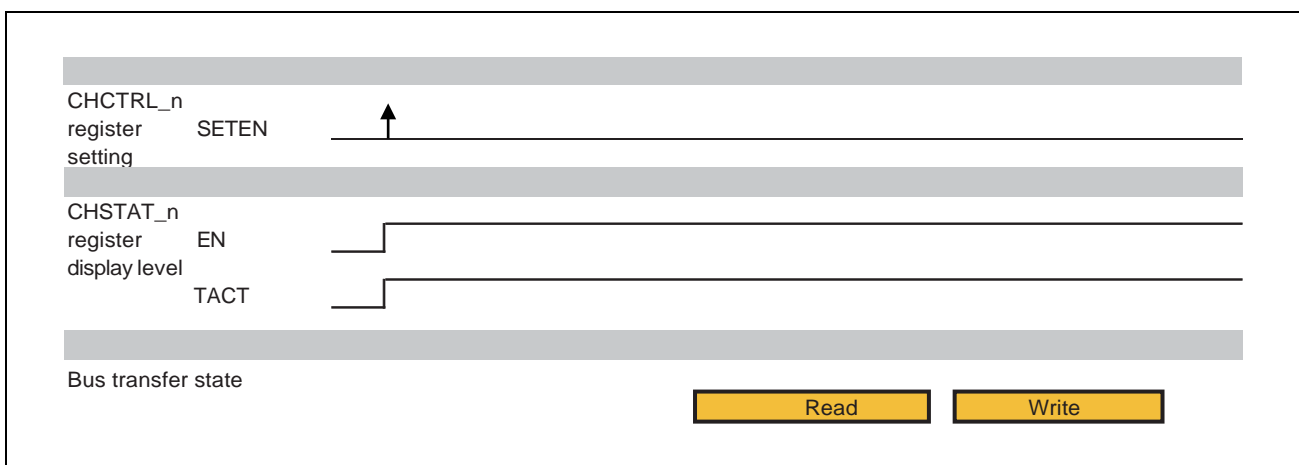 CHCTRL_n
register SETEN
setting
CHSTAT_n
register EN
display level
TACT
Bus transfer state
Read Write